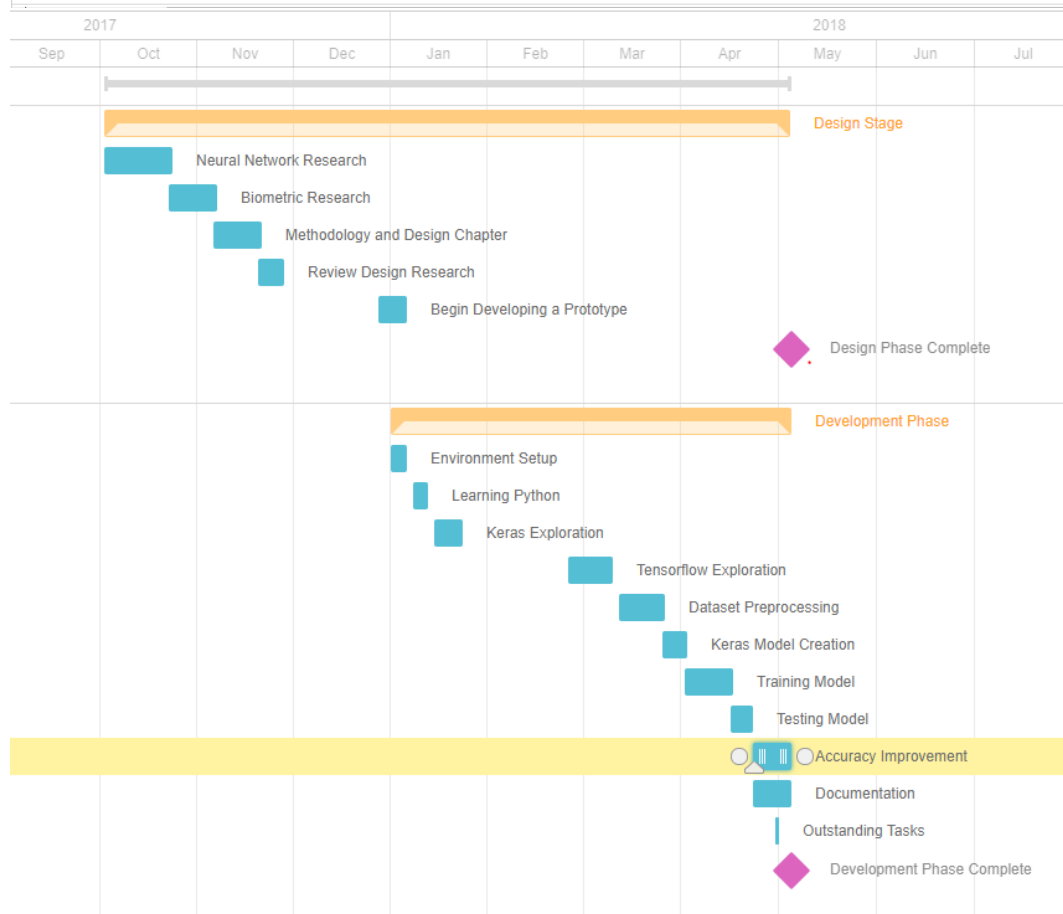 2017 2018
Sep Oct Nov Dec Jan Feb Mar Apr May Jun Jul
Design Stage
Neural Network Research
Biometric Research
Methodology and Design Chapter
Review Design Research
Begin Developing a Prototype
Design Phase Complete
Development Phase
Environment Setup
Learning Python
Keras Exploration
Tensorflow Exploration
Dataset Preprocessing
Keras Model Creation
Training Model
Testing Model
Accuracy Improvement
Documentation
Outstanding Tasks
Development Phase Complete